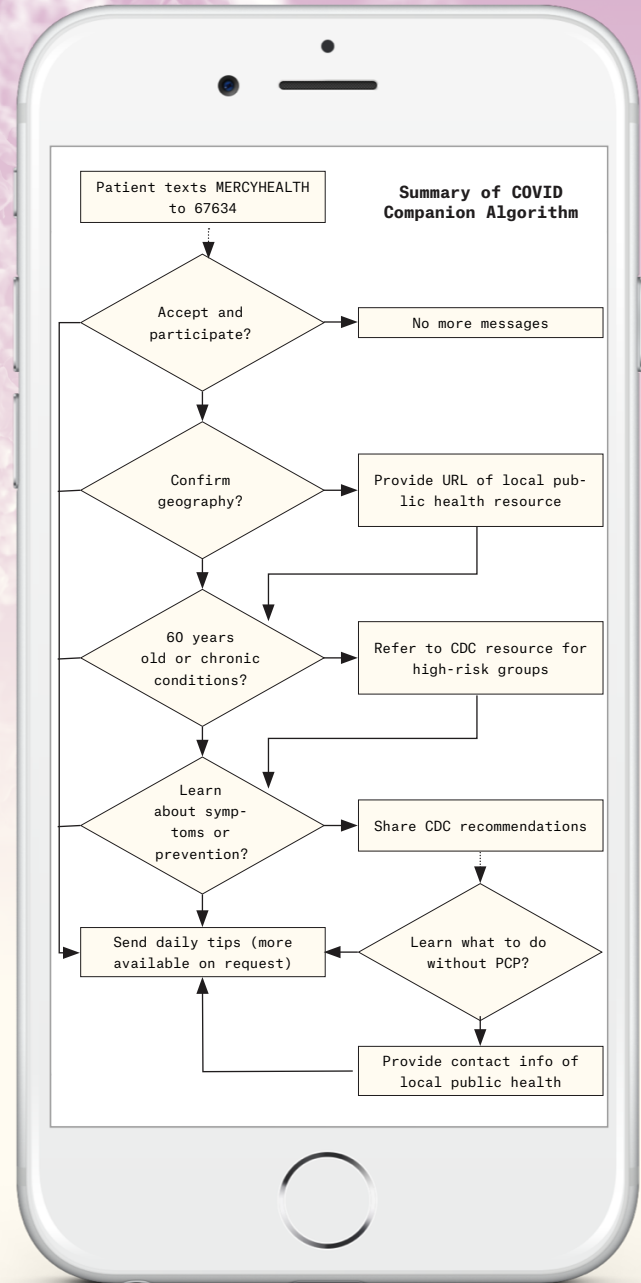 Patient texts MERCYHEALTH
to 67634
Summary of COVID
Companion Algorithm
Accept and
participate?
No more messages
Confirm
geography?
Provide URL of local pub-
lic health resource
60 years
old or chronic
conditions?
Refer to CDC resource for
high-risk groups
Learn
about symp-
toms or
prevention?
Share CDC recommendations
Send daily tips (more
available on request)
Learn what to do
without PCP?
Provide contact info of
local public health